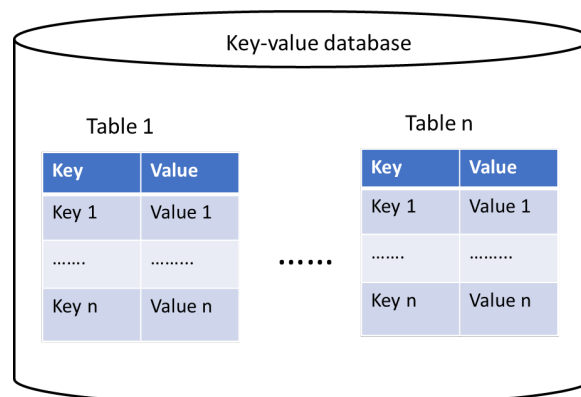 Key-value database
Table 1
Key Value
Key 1 Value 1
....... .........
Key n Value n
......
Table n
Key Value
Key 1 Value 1
....... .........
Key n Value n